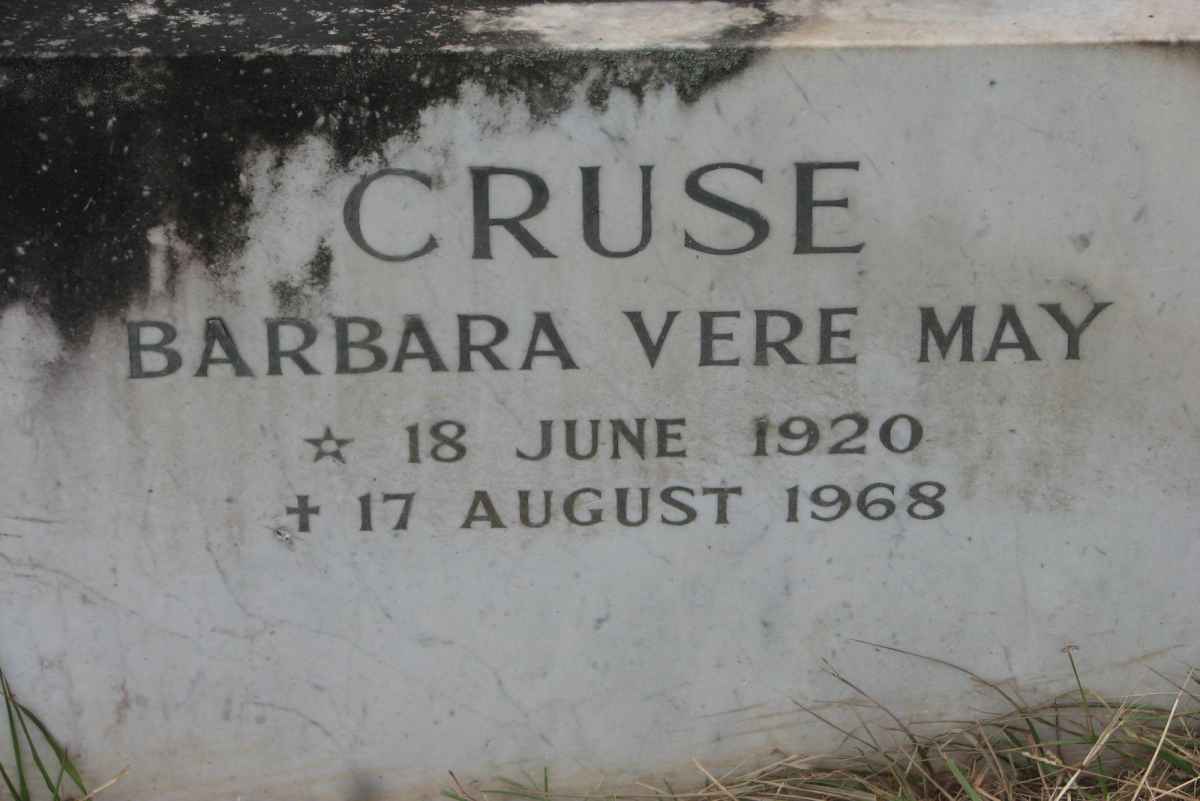 CRUSE
BARBARA VERE MAY
☆ 18 JUNE 1920
✝ 17 AUGUST 1968